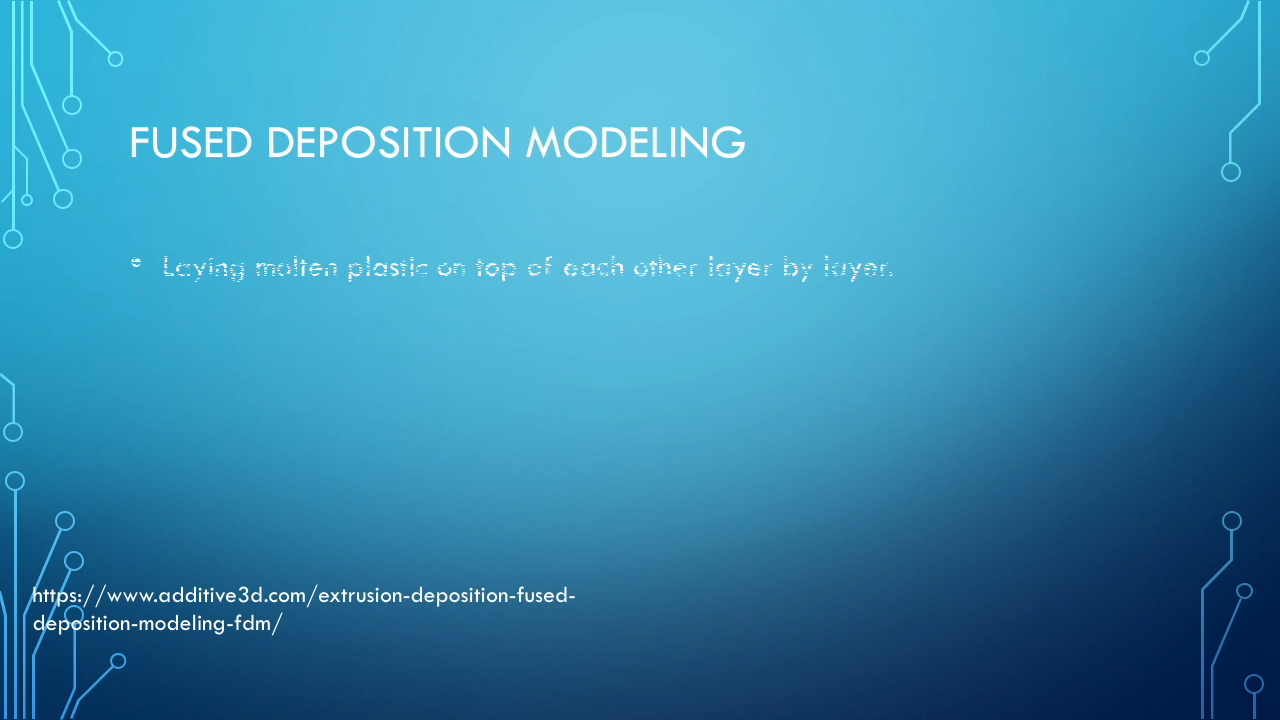 FUSED DEPOSITION MODELING
• Laying molten plastic on top of each other layer by layer.
https://www.additive3d.com/extrusion-deposition-fused-
deposition-modeling-fdm/